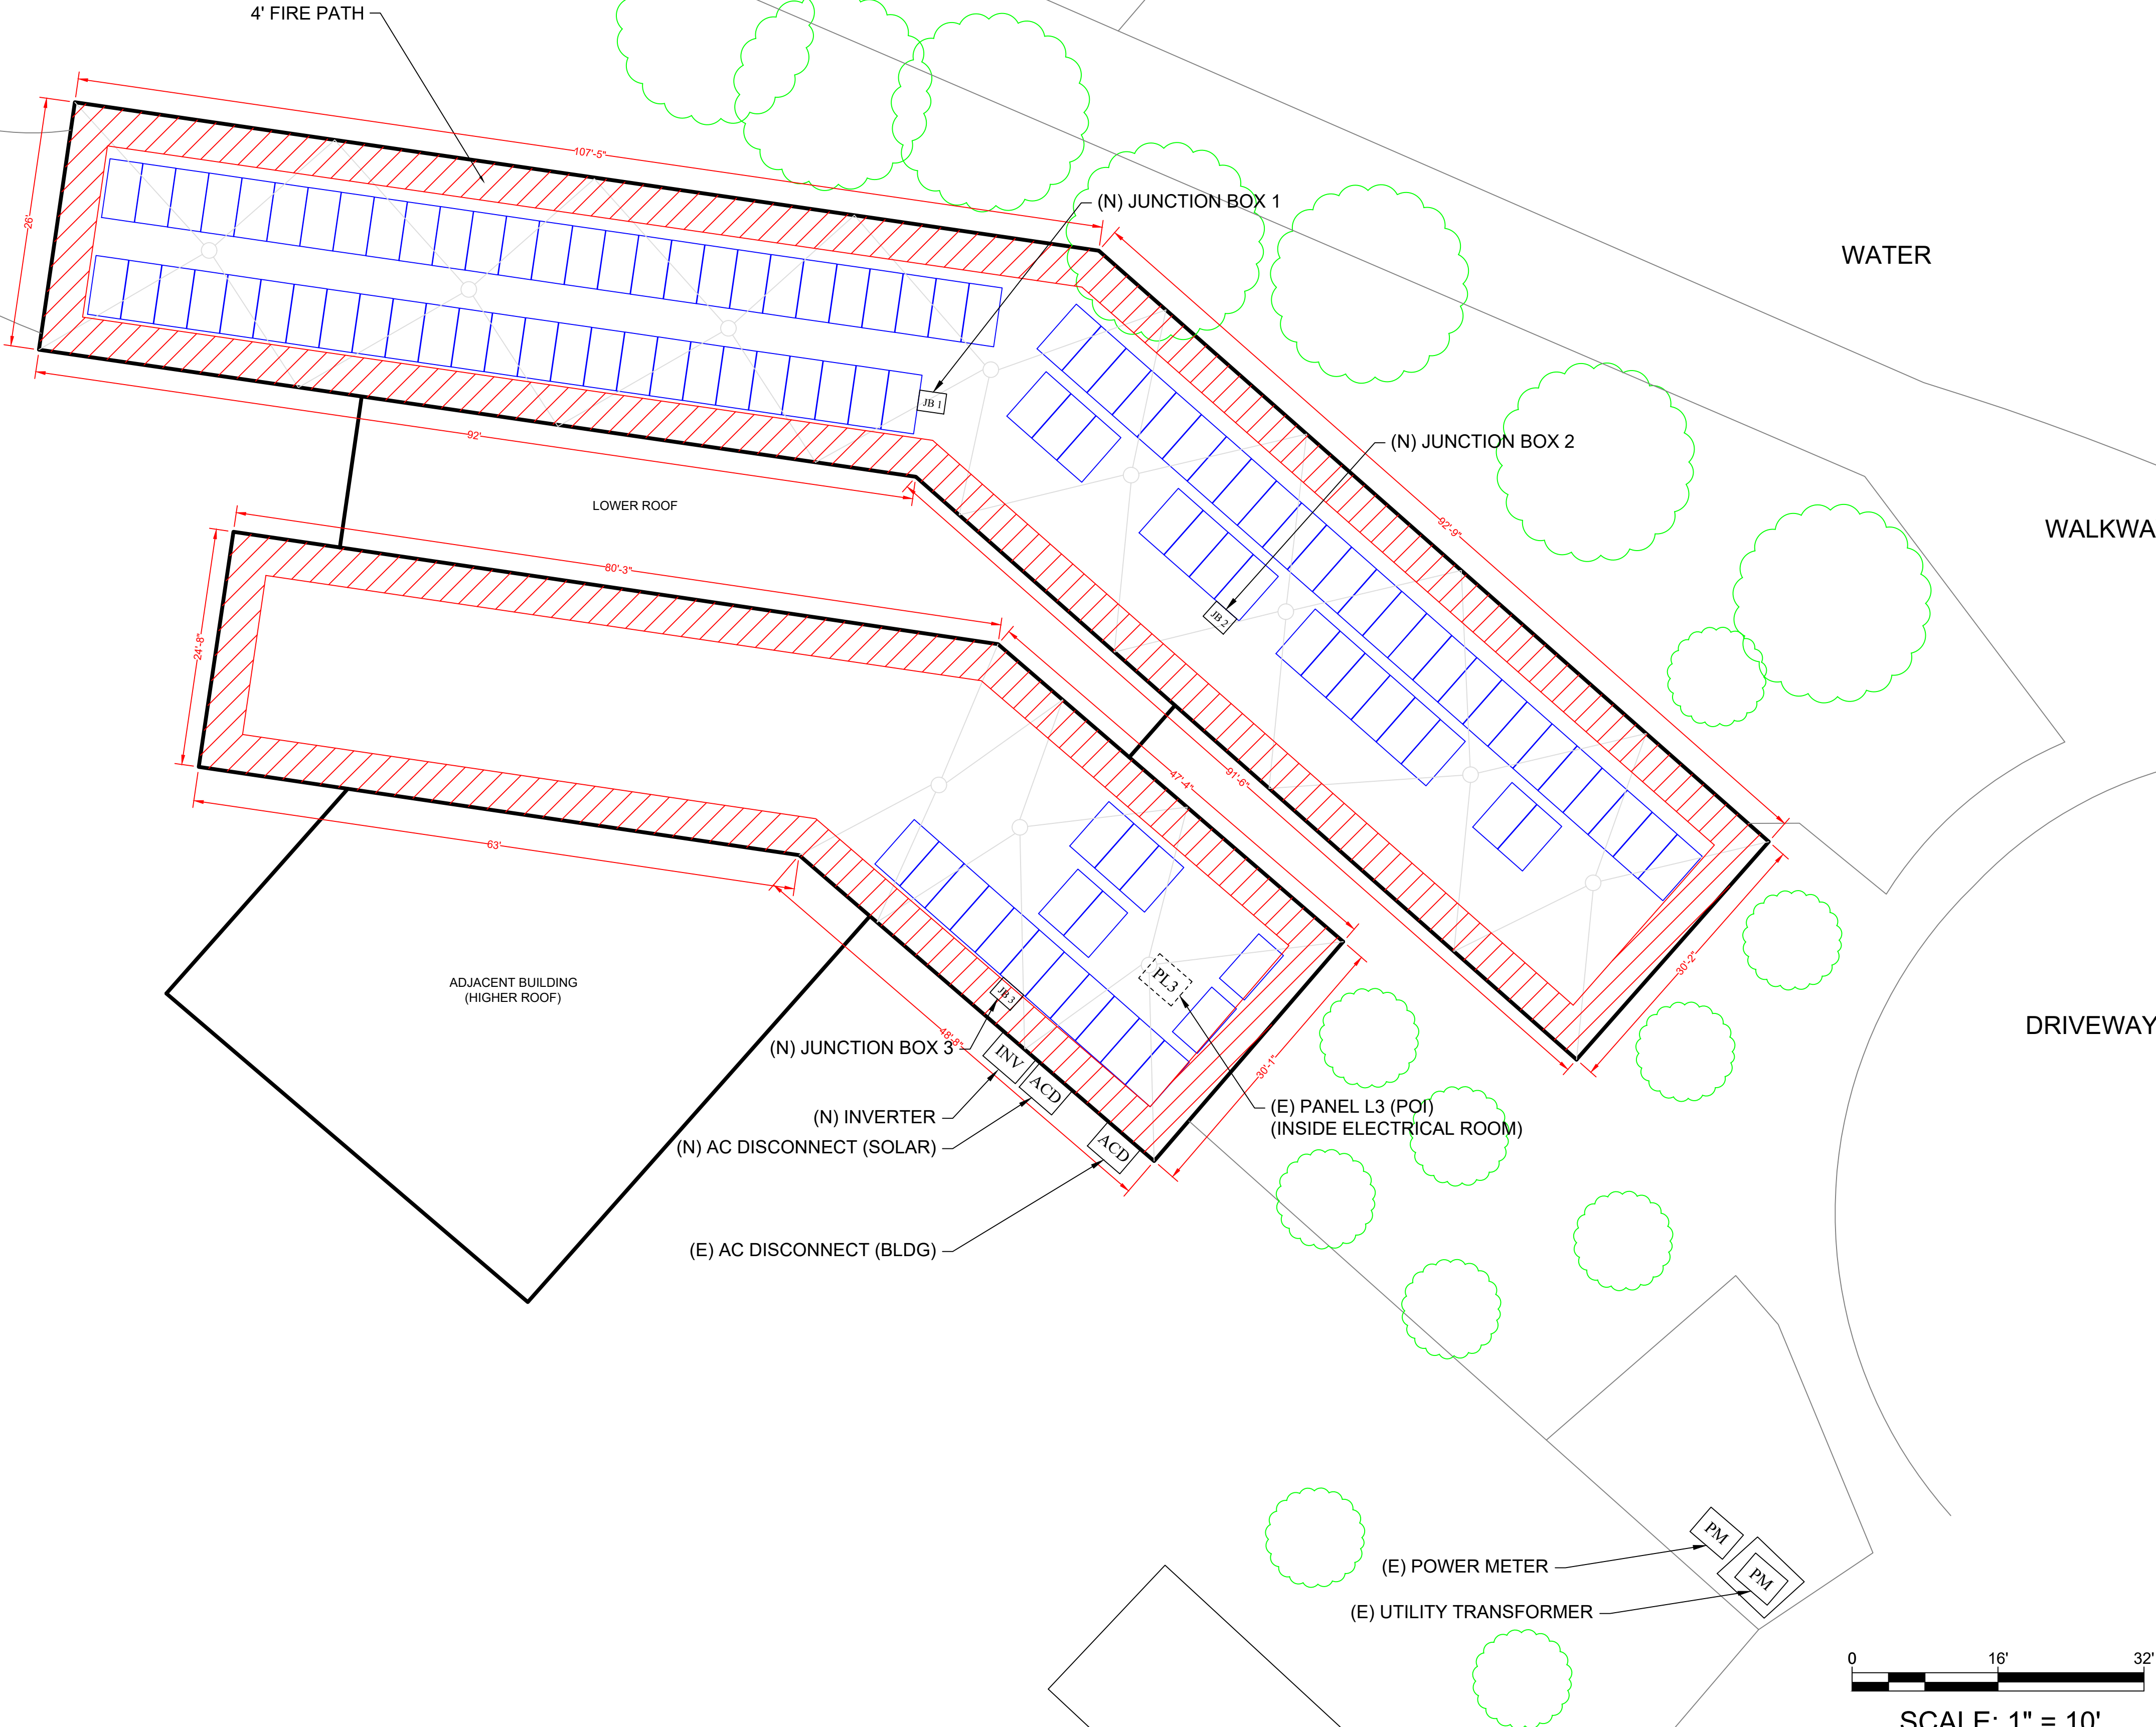 4' FIRE PATH
107'-5"
26'
(N) JUNCTION BOX 1
WATER
JB 1
92'
(N) JUNCTION BOX 2
LOWER ROOF
92'-9"
WALKWA
80'-3"
JB 2
24'-8"
47'-4"
91'-6"
63'
30'-2"
ADJACENT BUILDING
(HIGHER ROOF)
PL3
JB 3
DRIVEWAY
48'-8"
(N) JUNCTION BOX 3
INV
30'-1"
ACD
(N) INVERTER
(E) PANEL L3 (POI)
(INSIDE ELECTRICAL ROOM)
(N) AC DISCONNECT (SOLAR)
ACD
(E) AC DISCONNECT (BLDG)
PM
(E) POWER METER
PM
(E) UTILITY TRANSFORMER
0 16' 32'
SCALE: 1" = 10'